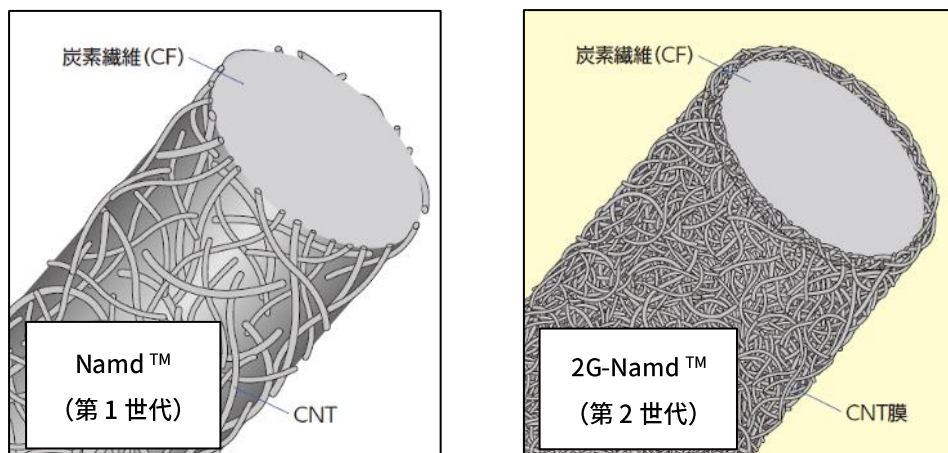 炭素繊維(CF)
Namd ™
（第 1 世代）
CNT
炭素繊維(CF)
2G-Namd ™
（第 2 世代）
CNT膜